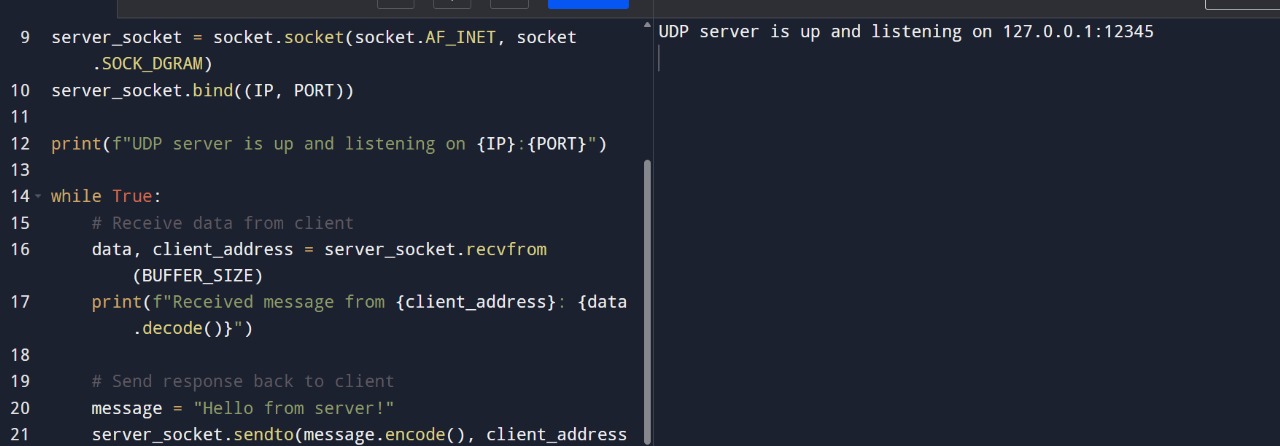 9 server_socket = socket.socket(socket.AF_INET, socket
.SOCK_DGRAM)
10 server_socket.bind((IP, PORT))
11
12 print(f"UDP server is up and listening on {IP}:{PORT}")
13
14 while True:
15     # Receive data from client
16     data, client_address = server_socket.recvfrom
(BUFFER_SIZE)
17     print(f"Received message from {client_address}: {data
.decode()}")
18
19     # Send response back to client
20     message = "Hello from server!"
21     server_socket.sendto(message.encode(), client_address
UDP server is up and listening on 127.0.0.1:12345